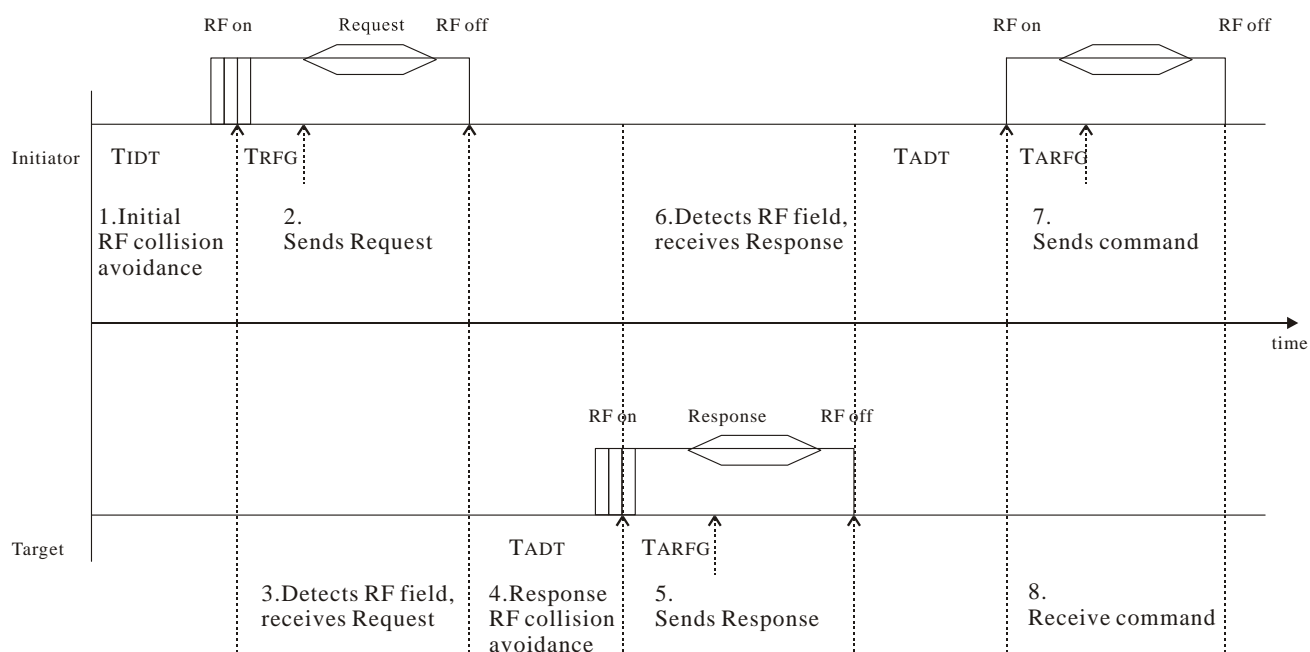 RF on
Request
RF off
RF on
RF off
Initiator
TIDT
TRFG
TADT
TARFG
1.Initial
RF collision
avoidance
2.
Sends Request
6.Detects RF field,
receives Response
7.
Sends command
time
RF on
Response
RF off
Target
TADT
TARFG
3.Detects RF field,
receives Request
4.Response
RF collision
avoidance
5.
Sends Response
8.
Receive command